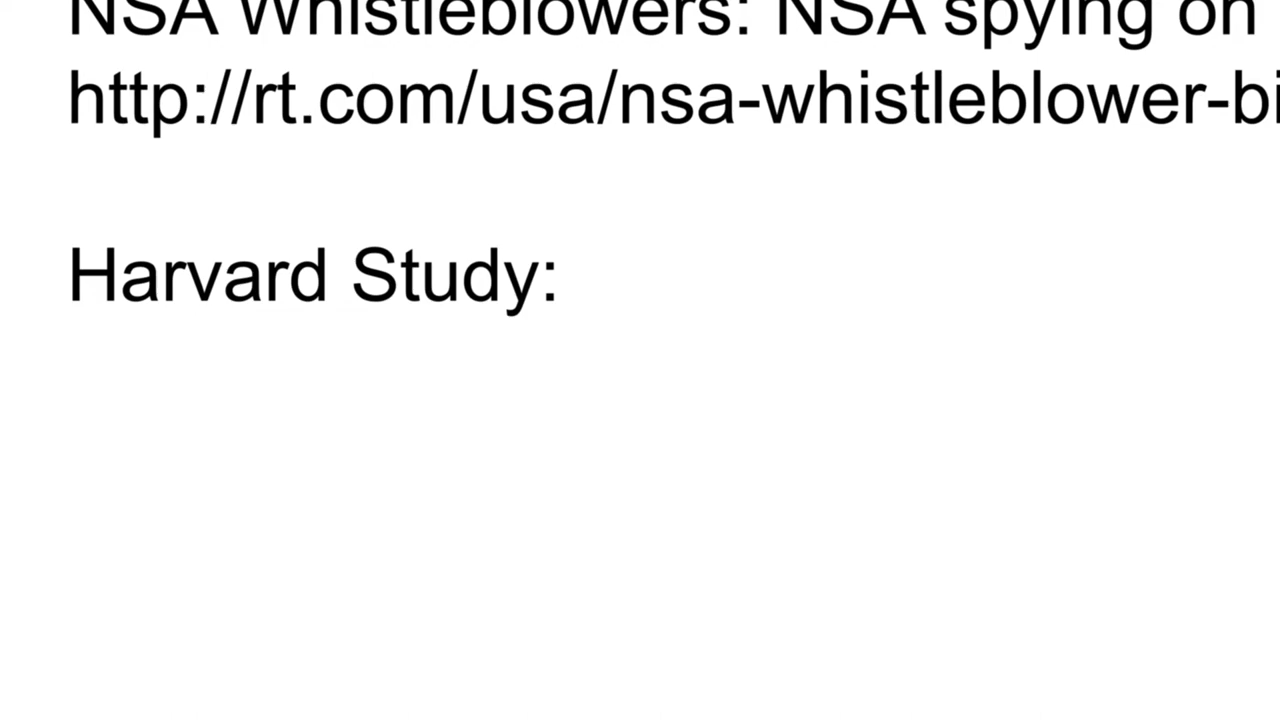 NSA Whistleblowers: NSA spying on
http://rt.com/usa/nsa-whistleblower-bi
Harvard Study: